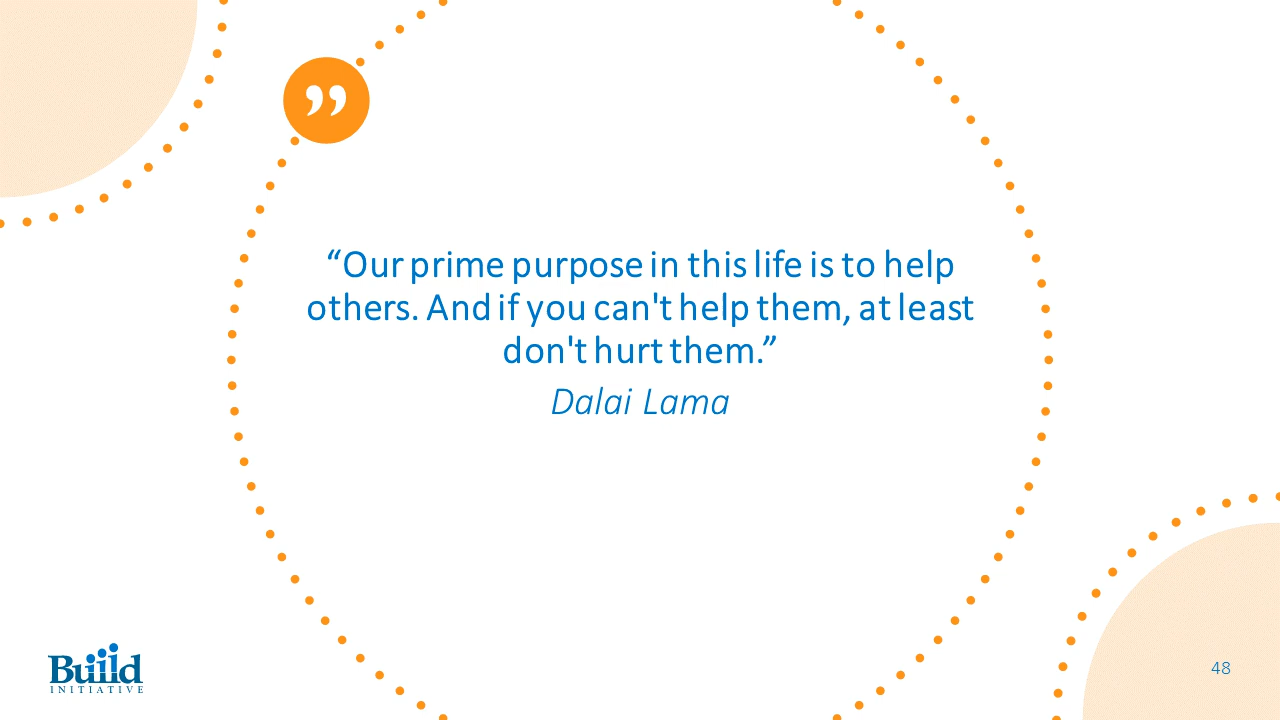 ”
“Our prime purpose in this life is to help
others. And if you can't help them, at least
don't hurt them.”
Dalai Lama
Build
INITIATIVE
48